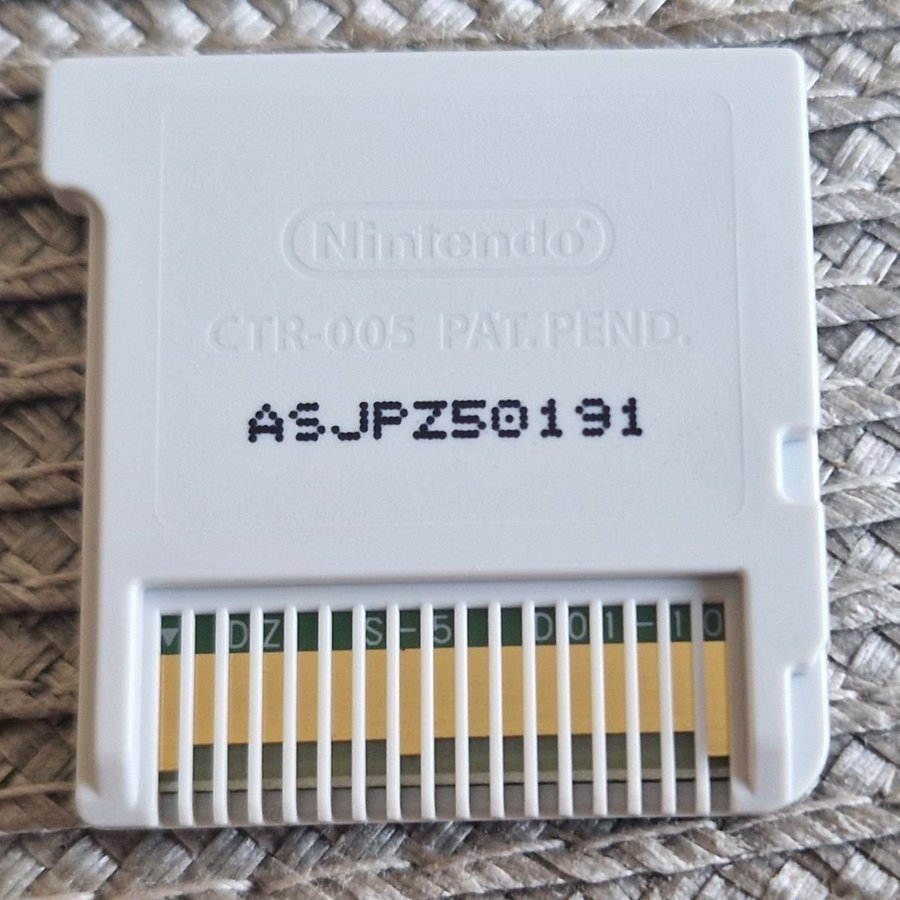 Nintendo®
CTR-005 PAT.PEND.
ASJPZ50191
▼ DZ S-5 D01-10